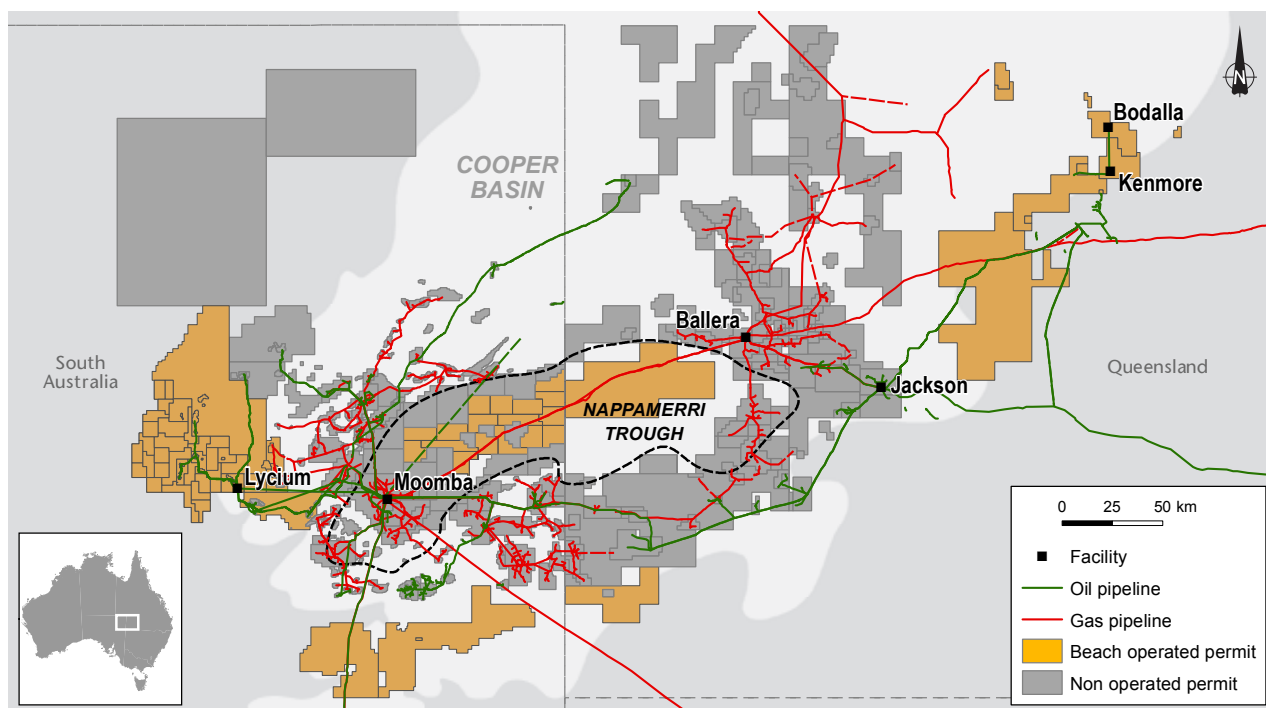 N
Bodalla
COOPER
BASIN
Kenmore
Ballera
South
Australia
Queensland
Jackson
NAPPAMERRI
TROUGH
Lycium
Moomba
0 25 50 km
Facility
Oil pipeline
Gas pipeline
Beach operated permit
Non operated permit